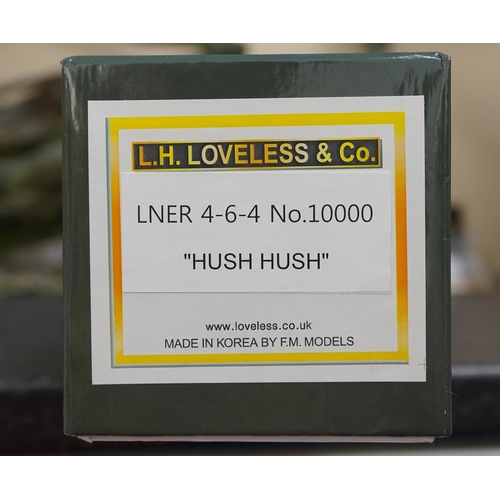 L.H. LOVELESS & Co.
LNER 4-6-4 No.10000
"HUSH HUSH"
www.loveless.co.uk
MADE IN KOREA BY F.M. MODELS